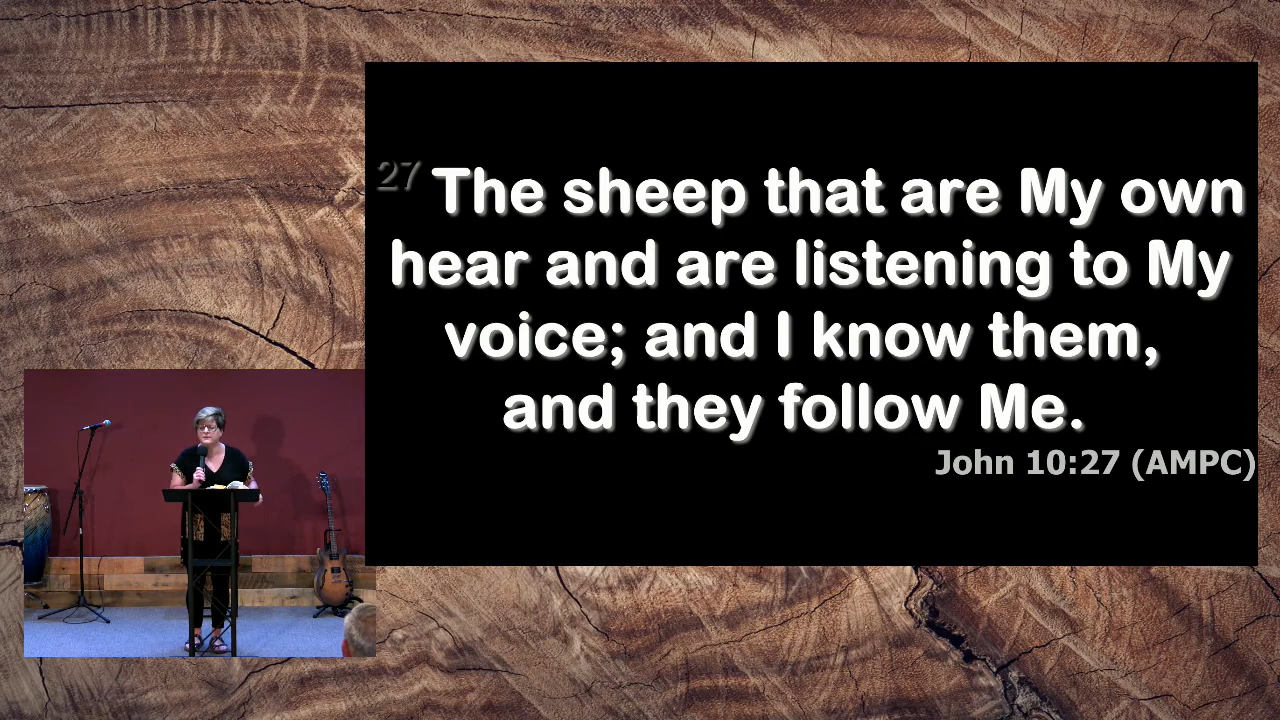 27 The sheep that are My own
hear and are listening to My
voice; and I know them,
and they follow Me.
John 10:27 (AMPC)